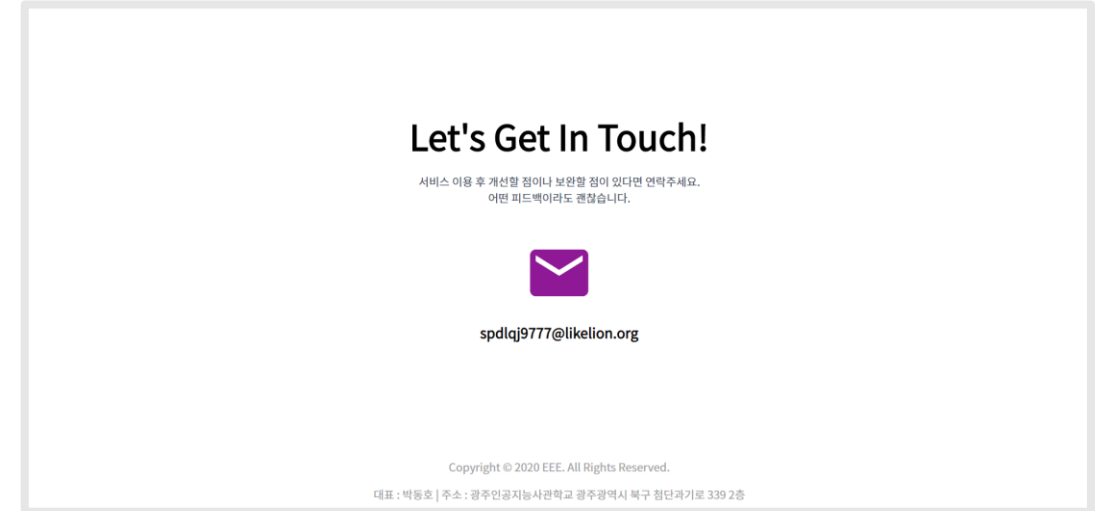 Let's Get In Touch!
서비스 이용 후 개선할 점이나 보완할 점이 있다면 연락주세요.
어떤 피드백이라도 괜찮습니다.
spdlqj9777@likelion.org
Copyright © 2020 EEE. All Rights Reserved.
대표 : 박동호 | 주소 : 광주인공지능사관학교 광주광역시 북구 첨단과기로 339 2층